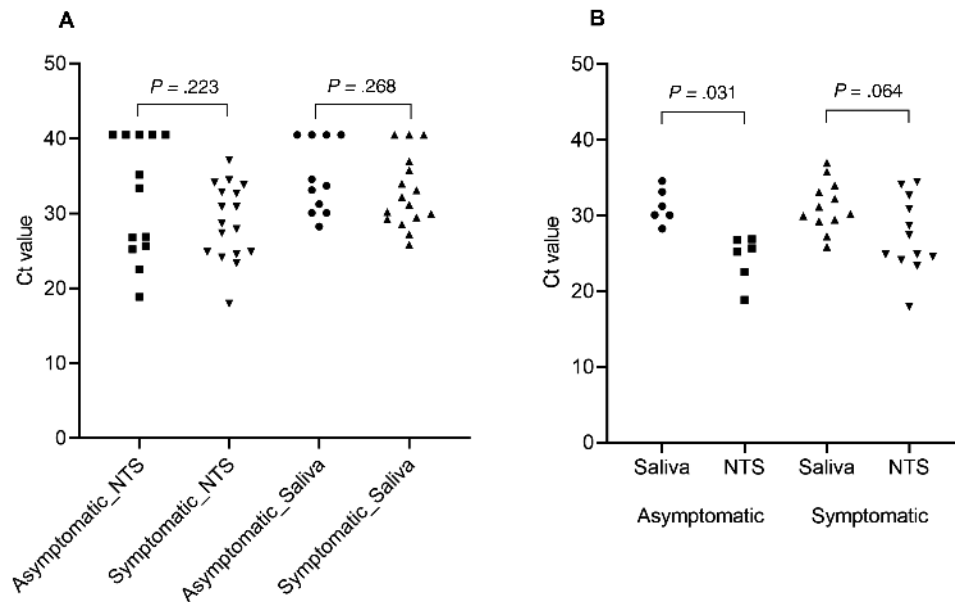 A
50
40
30
20
10
0
Ct value
P = .223
P = .268
Asymptomatic_NTS
Symptomatic_NTS
Asymptomatic_Saliva
Symptomatic_Saliva
B
50
40
30
20
10
0
Ct value
P = .031
P = .064
Saliva
NTS
Saliva
NTS
Asymptomatic
Symptomatic